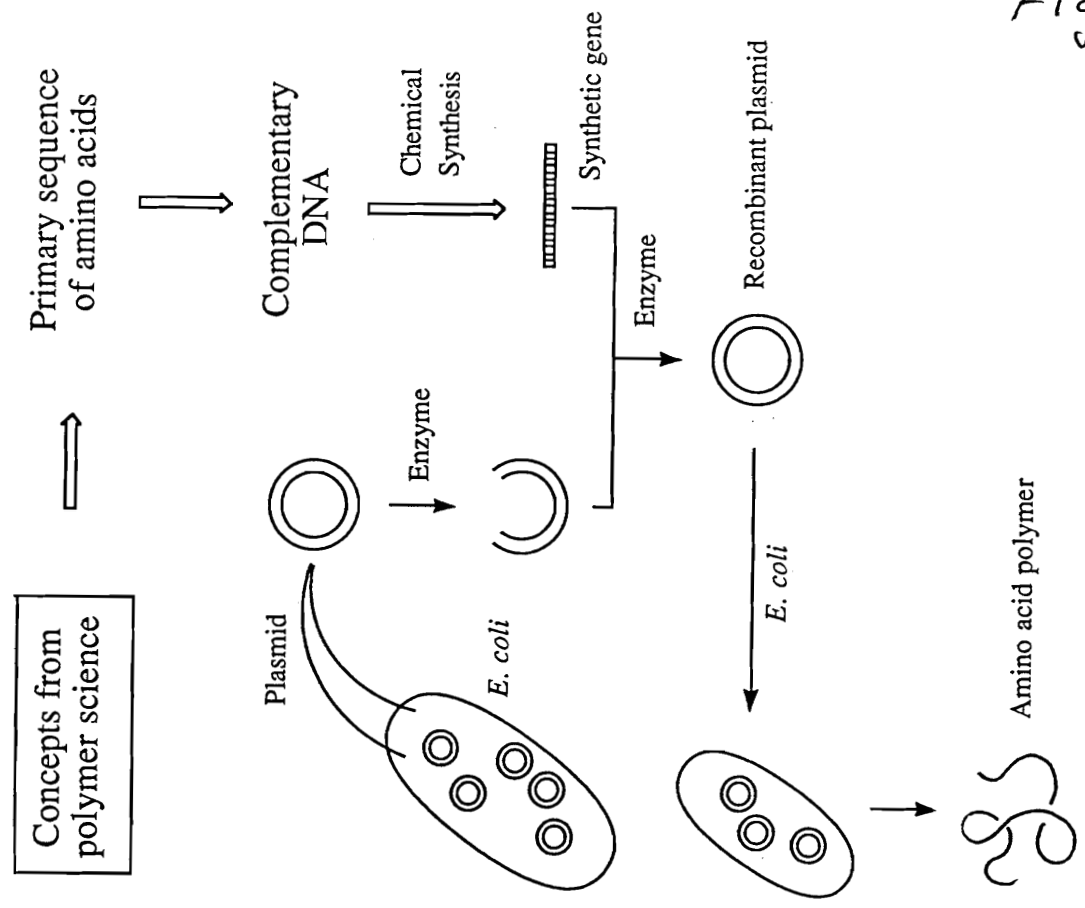 Concepts from
polymer science
Primary sequence
of amino acids
Plasmid
Complementary
DNA
Enzyme
Chemical
Synthesis
E. coli
Synthetic gene
Enzyme
Recombinant plasmid
E. coli
Amino acid polymer